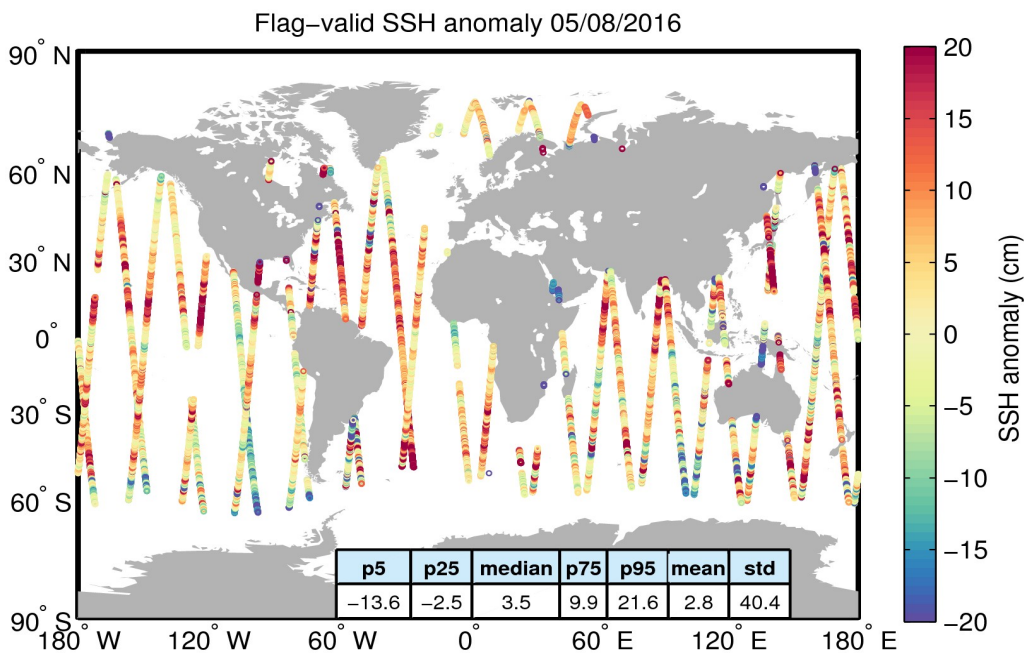 Flag−valid SSH anomaly 05/08/2016
90° N
60° N
30° N
0°
30° S
60° S
90° S
180° W
120° W
60° W
0°
60° E
120° E
180° E
p5 p25 median p75 p95 mean std
−13.6 −2.5 3.5 9.9 21.6 2.8 40.4
20
15
10
5
0
−5
−10
−15
−20
SSH anomaly (cm)